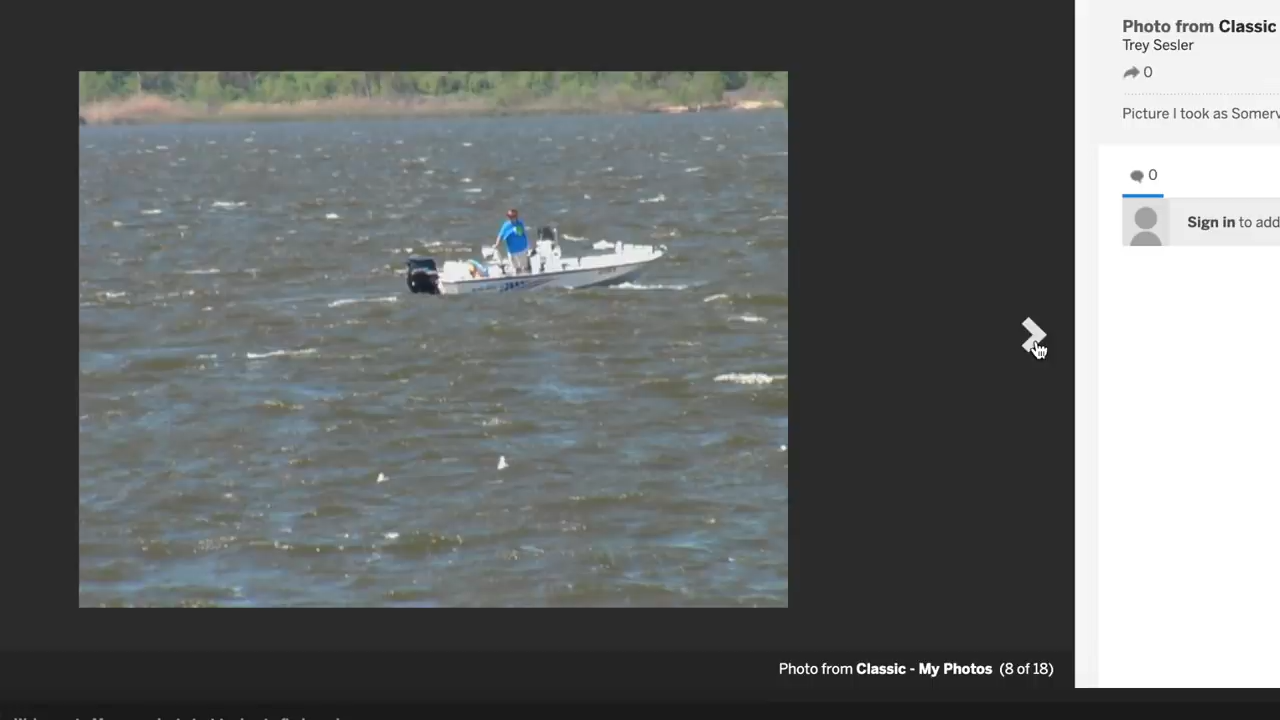 Photo from Classic
Trey Sesler
0
Picture I took as Somerv
0
Sign in to add
Photo from Classic - My Photos (8 of 18)